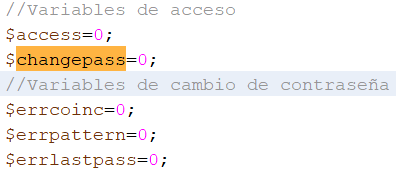 //Variables de acceso
$access=0;
$changepass=0;
//Variables de cambio de contraseña
$errcoinc=0;
$errpattern=0;
$errlastpass=0;